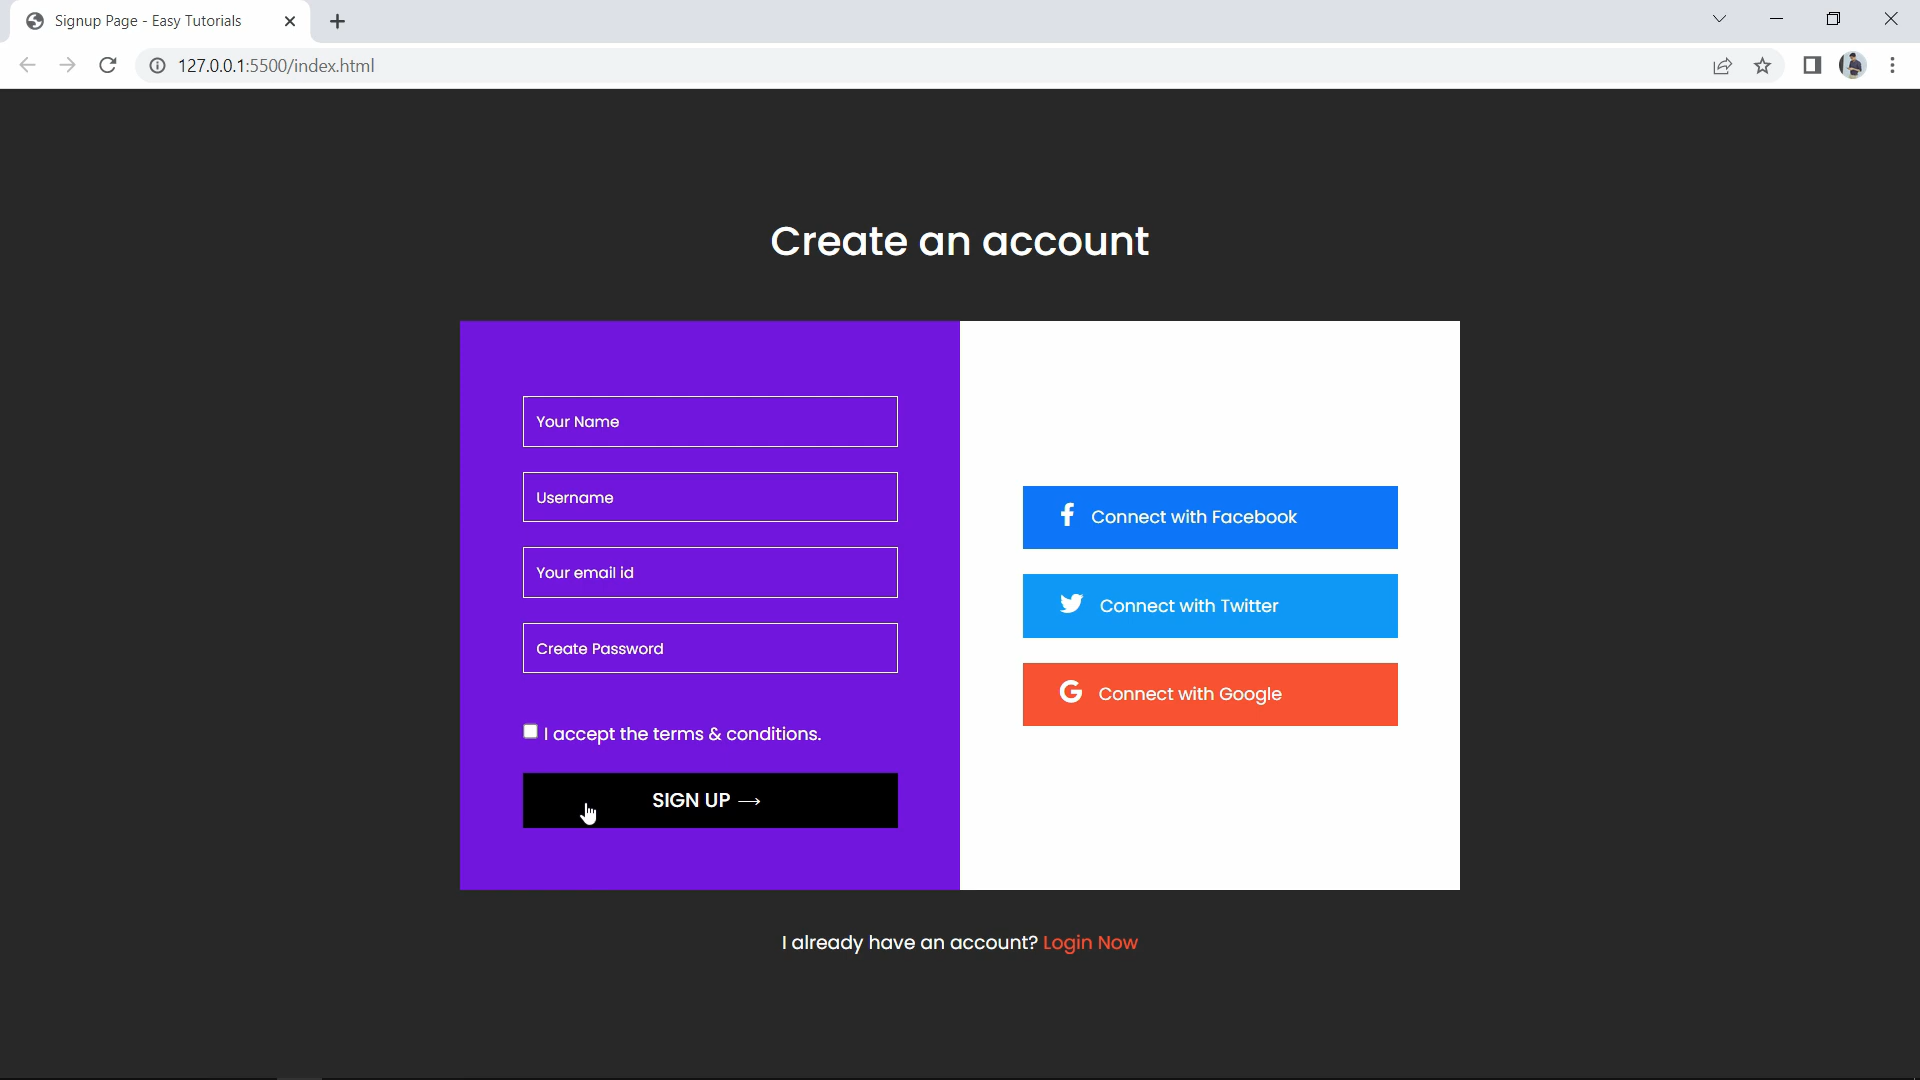 Signup Page - Easy Tutorials
127.0.0.1:5500/index.html
Create an account
Your Name
Username
Your email id
Create Password
I accept the terms & conditions.
SIGN UP →
Connect with Facebook
Connect with Twitter
Connect with Google
I already have an account? Login Now